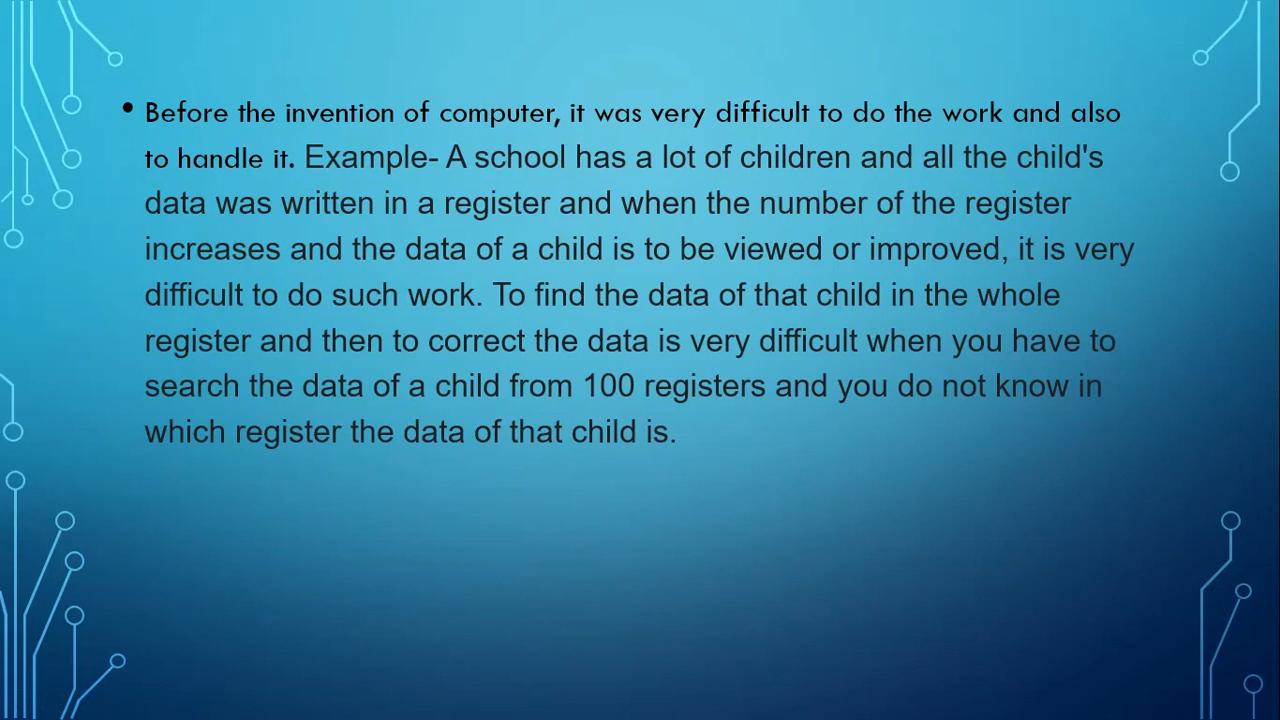 • Before the invention of computer, it was very difficult to do the work and also
to handle it. Example- A school has a lot of children and all the child's
data was written in a register and when the number of the register
increases and the data of a child is to be viewed or improved, it is very
difficult to do such work. To find the data of that child in the whole
register and then to correct the data is very difficult when you have to
search the data of a child from 100 registers and you do not know in
which register the data of that child is.